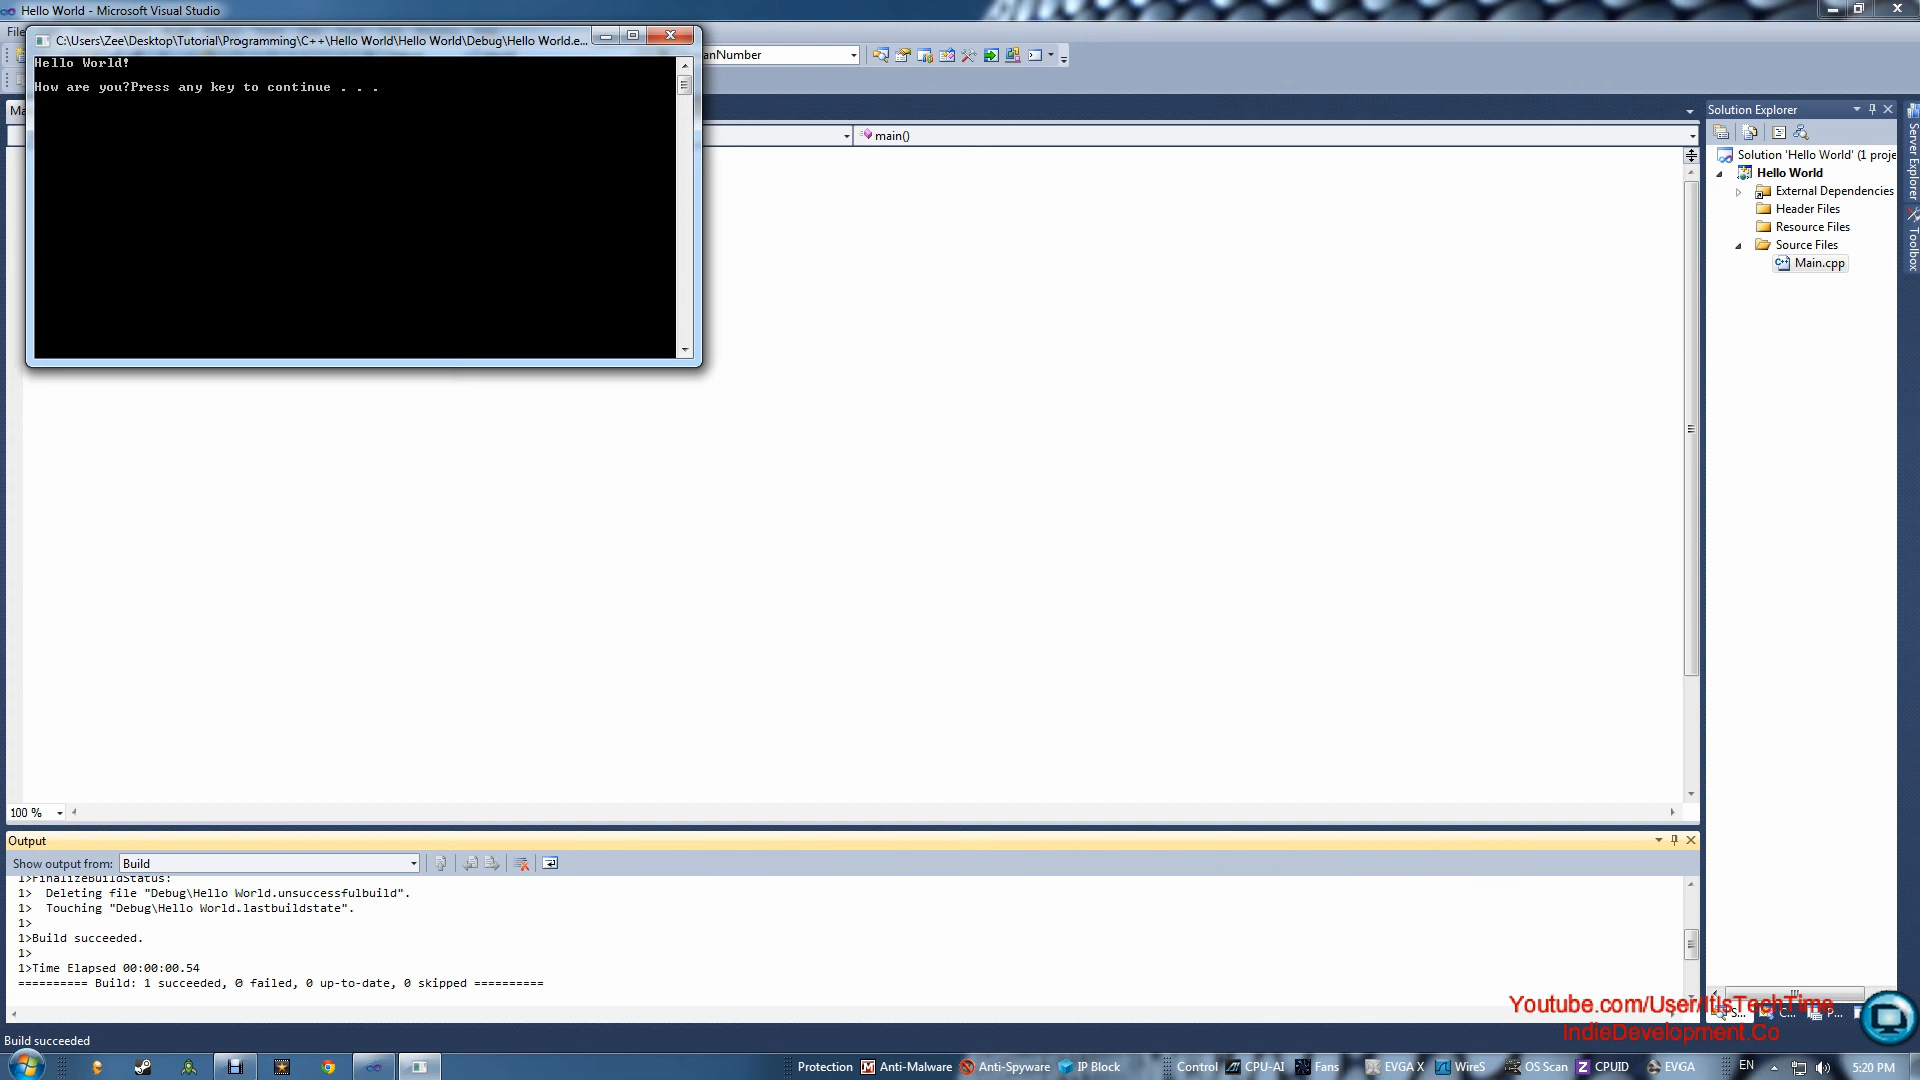 Hello World - Microsoft Visual Studio
File
C:\Users\Zee\Desktop\Tutorial\Programming\C++\Hello World\Hello World\Debug\Hello World.e...
Hello World!
How are you?Press any key to continue . . .
anNumber
main()
Solution Explorer
Solution 'Hello World' (1 proje
Hello World
External Dependencies
Header Files
Resource Files
Source Files
Main.cpp
Server Explorer
Toolbox
100 %
Output
Show output from: Build
1>FinalizeBuildStatus:
1>  Deleting file "Debug\Hello World.unsuccessfulbuild".
1>  Touching "Debug\Hello World.lastbuildstate".
1>
1>Build succeeded.
1>
1>Time Elapsed 00:00:00.54
========== Build: 1 succeeded, 0 failed, 0 up-to-date, 0 skipped ==========
Youtube.com/User/ItIsTechTime
S... C... P...
IndieDevelopment.Co
Build succeeded
Protection Anti-Malware Anti-Spyware IP Block Control CPU-AI Fans EVGA X WireS OS Scan CPUID EVGA EN 5:20 PM